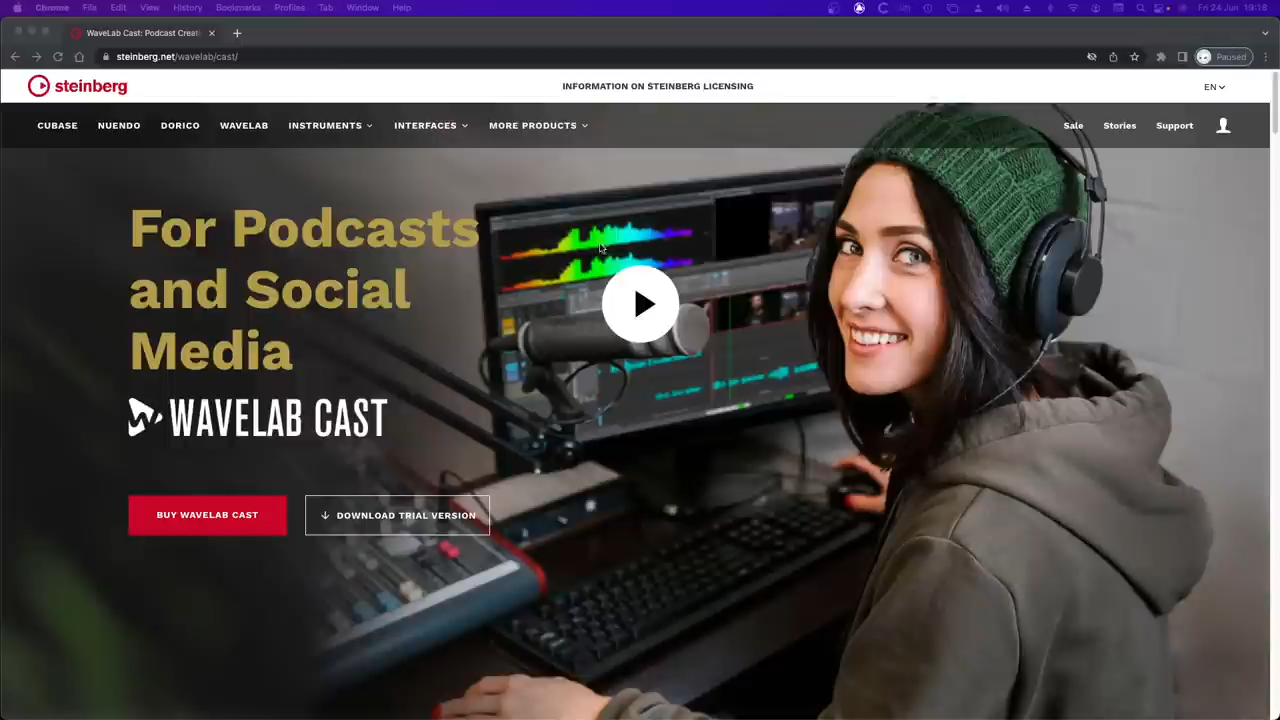 Chrome File Edit View History Bookmarks Profiles Tab Window Help
Fri 24 Jun 19:18
WaveLab Cast: Podcast Creati
steinberg.net/wavelab/cast/
Paused
steinberg
INFORMATION ON STEINBERG LICENSING
EN
CUBASE NUENDO DORICO WAVELAB INSTRUMENTS INTERFACES MORE PRODUCTS
Sale Stories Support
For Podcasts
and Social
Media
WAVELAB CAST
BUY WAVELAB CAST
DOWNLOAD TRIAL VERSION